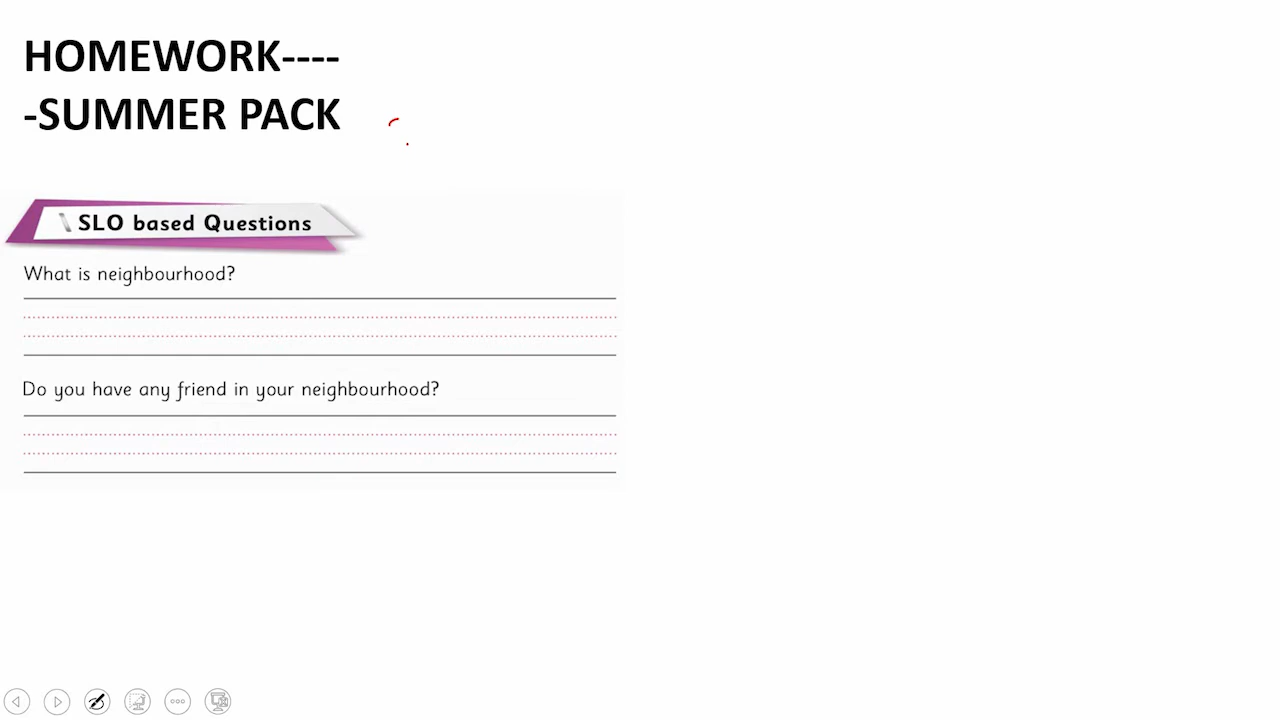 HOMEWORK----
-SUMMER PACK
SLO based Questions
What is neighbourhood?
Do you have any friend in your neighbourhood?